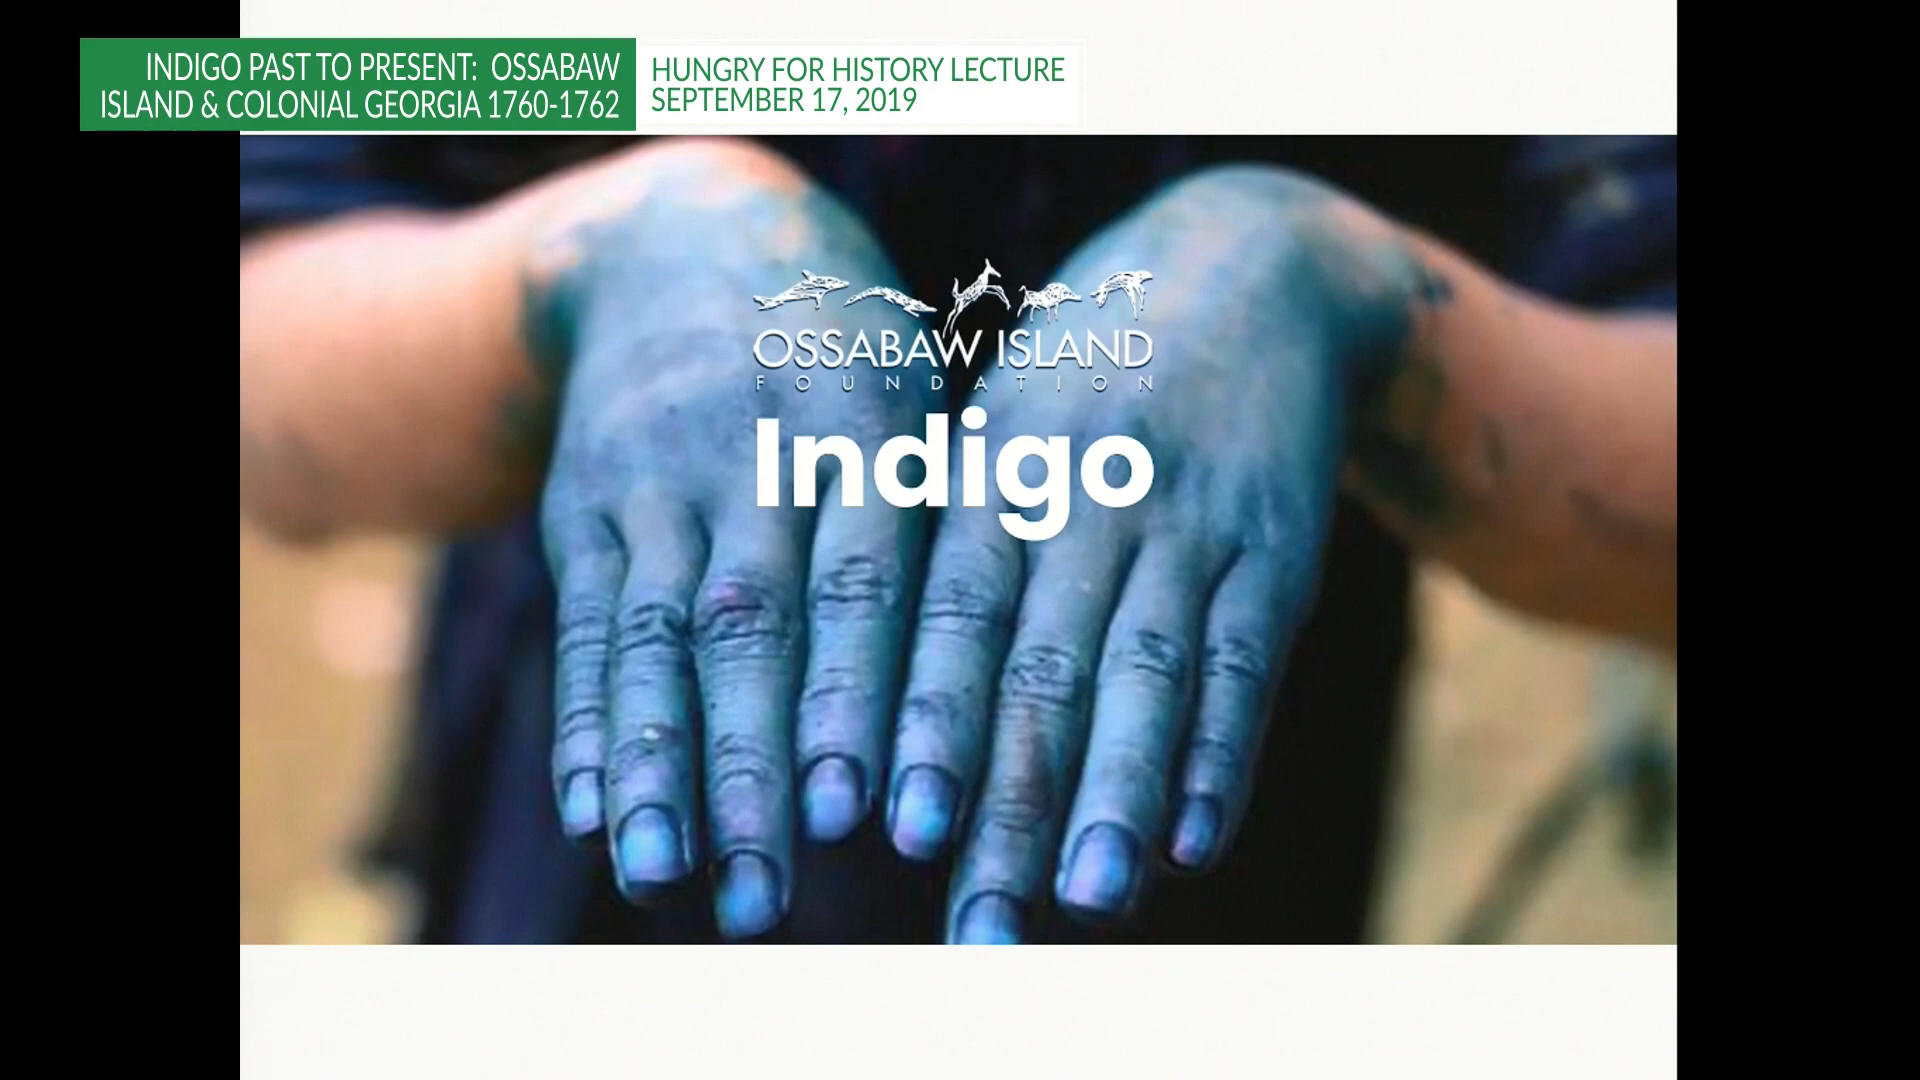 INDIGO PAST TO PRESENT: OSSABAW
ISLAND & COLONIAL GEORGIA 1760-1762
HUNGRY FOR HISTORY LECTURE
SEPTEMBER 17, 2019
OSSABAW ISLAND
FOUNDATION
Indigo